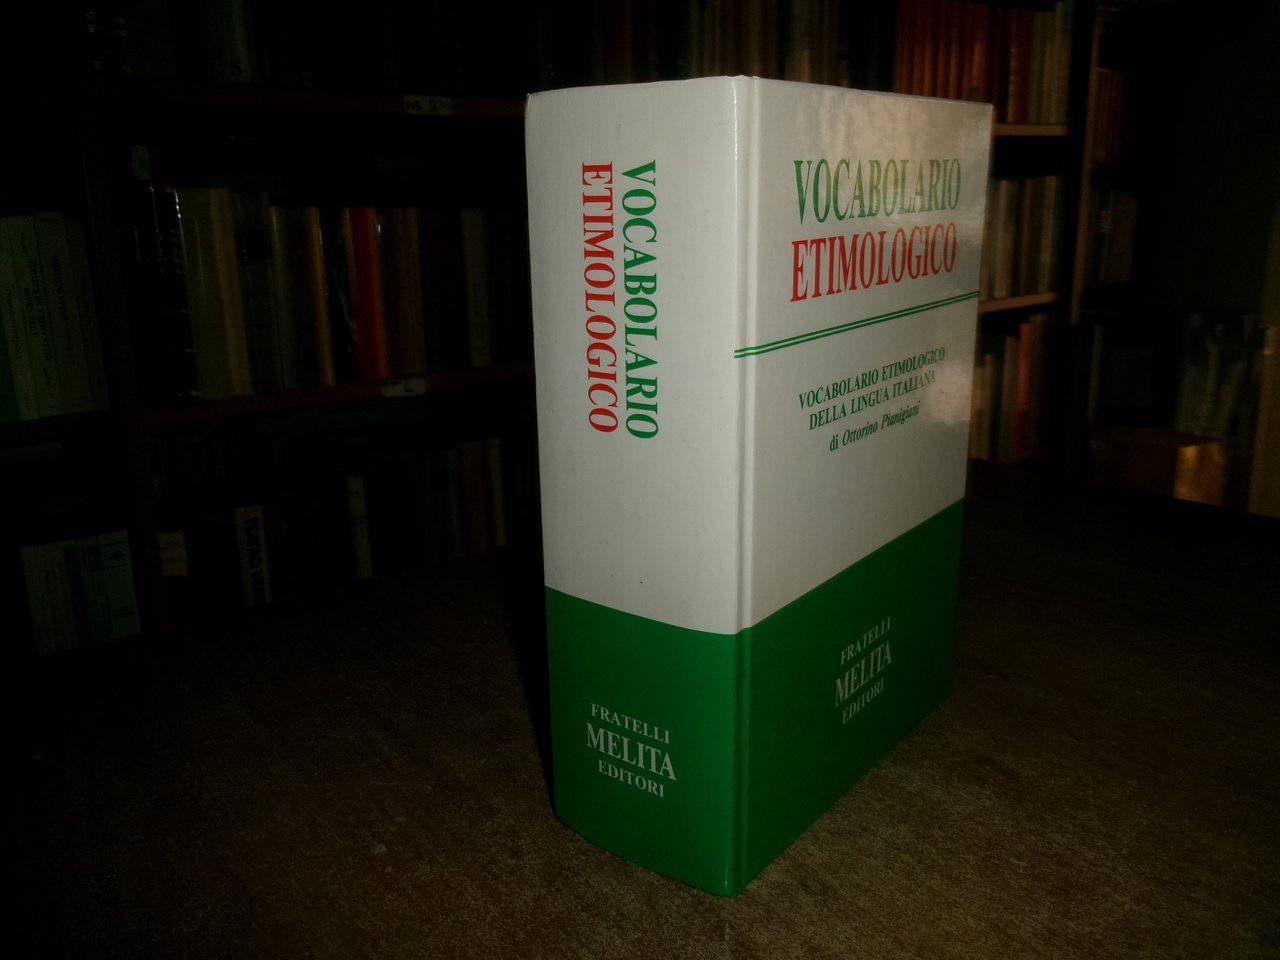 VOCABOLARIO
ETIMOLOGICO
FRATELLI
MELITA
EDITORI
VOCABOLARIO
ETIMOLOGICO
VOCABOLARIO ETIMOLOGICO
DELLA LINGUA ITALIANA
di Ottorino Pianigiani
FRATELLI
MELITA
EDITORI